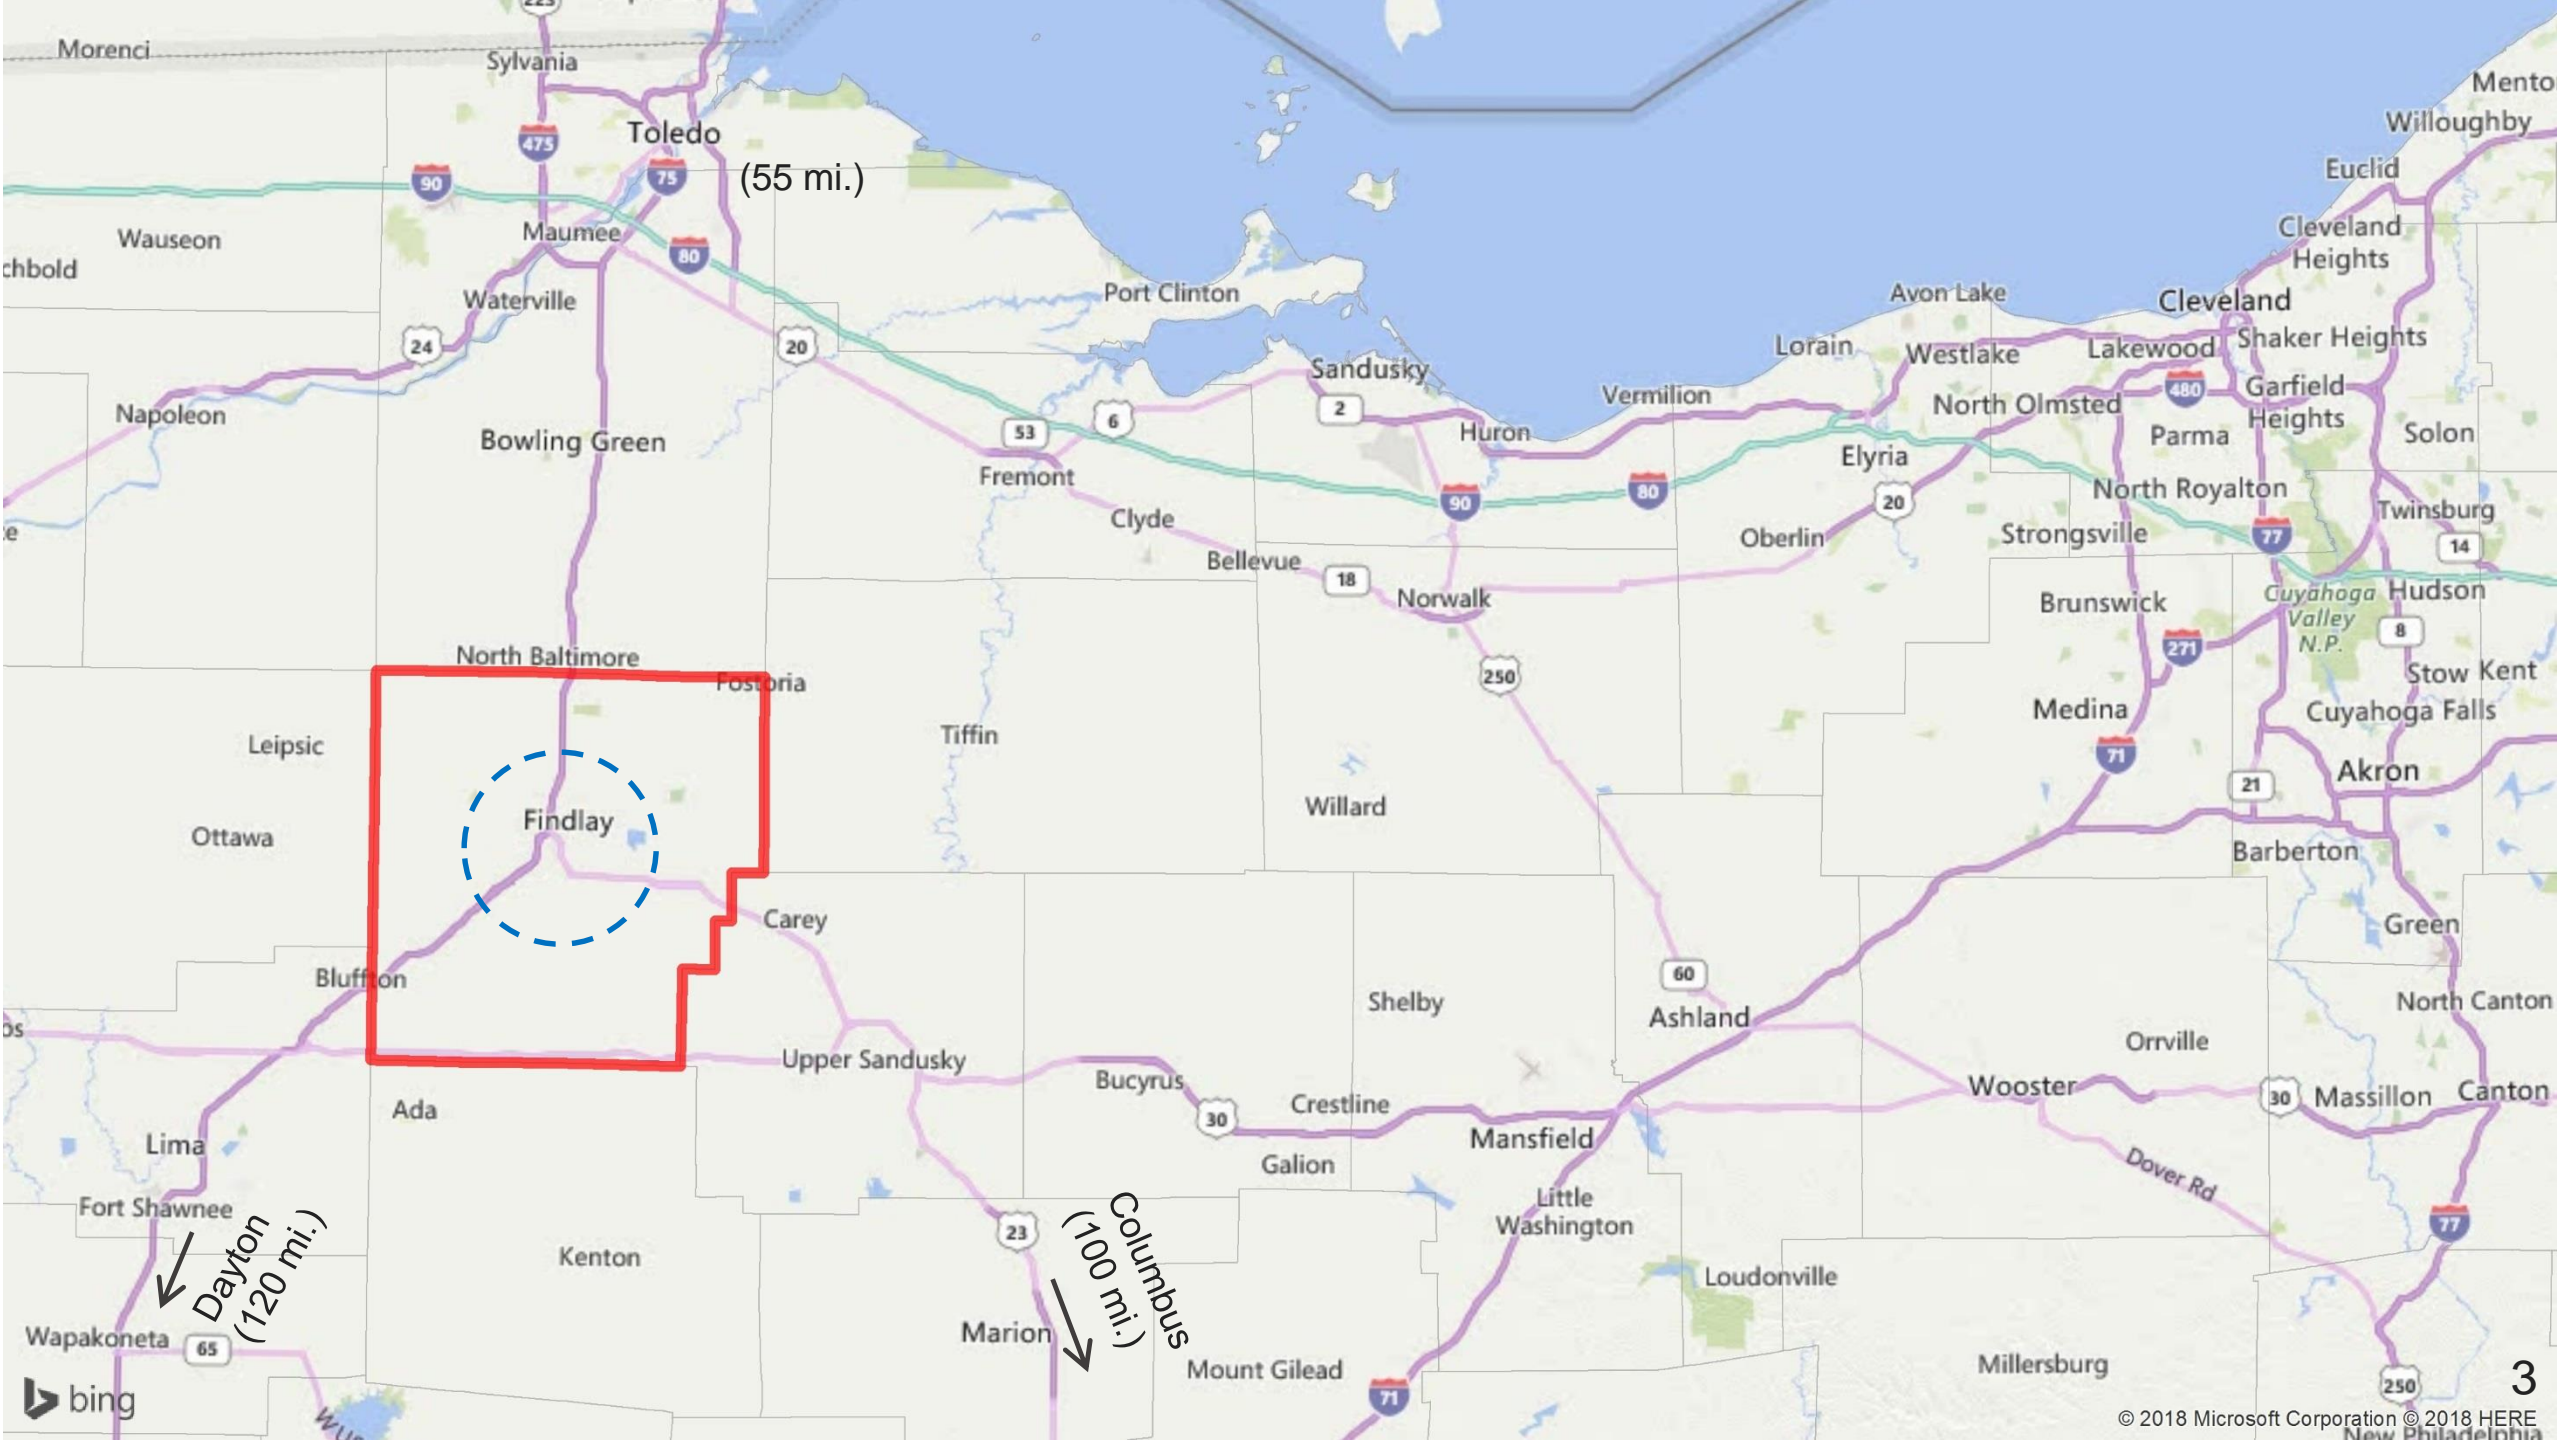 223
Morenci
Sylvania
Mento
Willoughby
Toledo
475
Euclid
75
(55 mi.)
90
Cleveland
Heights
Wauseon
Maumee
80
chbold
Waterville
Port Clinton
Avon Lake
Cleveland
24
20
Lorain
Westlake
Lakewood
Shaker Heights
Sandusky
480
Garfield
Heights
Napoleon
2
Vermilion
North Olmsted
Bowling Green
53
6
Huron
Parma
Solon
Fremont
Elyria
90
80
20
North Royalton
Clyde
Twinsburg
e
Oberlin
Strongsville
77
14
Bellevue
18
Norwalk
Brunswick
Cuyahoga
Valley
N.P.
Hudson
8
North Baltimore
271
Fostoria
250
Stow
Kent
Medina
Cuyahoga Falls
Leipsic
Tiffin
71
Akron
21
Findlay
Willard
Ottawa
Barberton
Carey
Green
Bluffton
60
Shelby
North Canton
os
Ashland
Orrville
Upper Sandusky
Bucyrus
Wooster
30
Massillon
Canton
Ada
30
Crestline
Lima
Mansfield
Galion
Dover Rd
Fort Shawnee
Little
Washington
Dayton
(120 mi.)
23
Columbus
(100 mi.)
77
Kenton
Loudonville
Wapakoneta
65
Marion
Mount Gilead
Millersburg
bing
71
250
3
© 2018 Microsoft Corporation © 2018 HERE
New Philadelphia